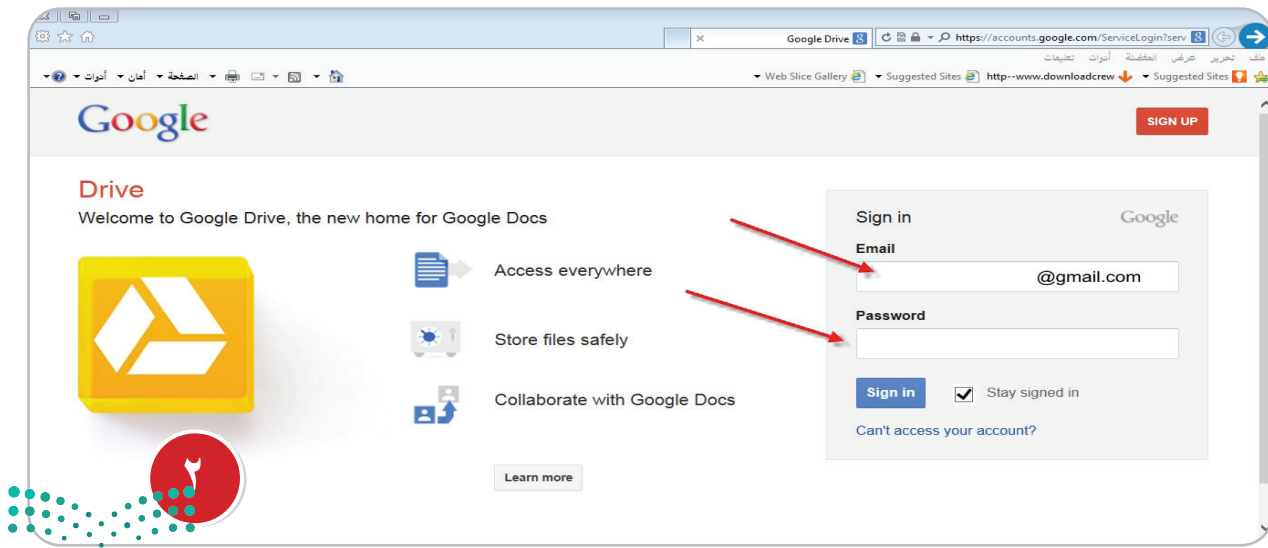 https://accounts.google.com/ServiceLogin?serv
Google Drive
ملف تحرير عرض المفضلة أدوات تعليمات
Suggested Sites
http--www.downloadcrew
Suggested Sites
Web Slice Gallery
الصفحة أمان أدوات
Google
SIGN UP
Drive
Welcome to Google Drive, the new home for Google Docs
Access everywhere
Store files safely
Collaborate with Google Docs
Learn more
Sign in Google
Email
@gmail.com
Password
Sign in Stay signed in
Can't access your account?
٢